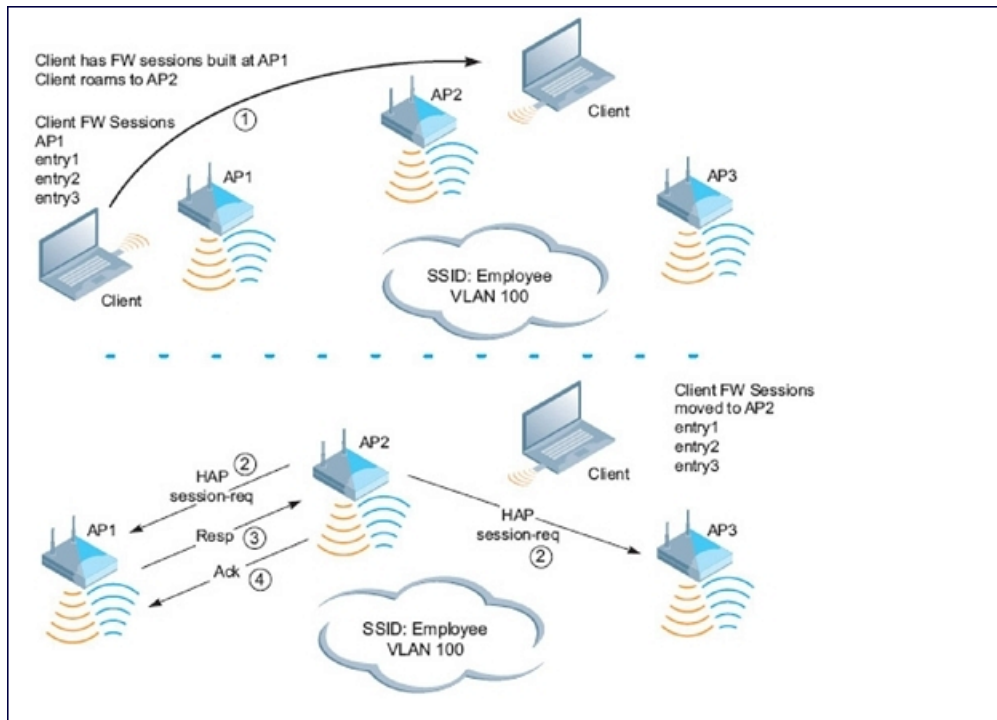 Client has FW sessions built at AP1
Client roams to AP2
Client FW Sessions
AP1
entry1
entry2
entry3
1
AP1
AP2
Client
AP3
Client
SSID: Employee
VLAN 100
Client FW Sessions
moved to AP2
entry1
entry2
entry3
AP2
Client
HAP 2
session-req
HAP
session-req
2
AP1
Resp 3
Ack 4
AP3
SSID: Employee
VLAN 100